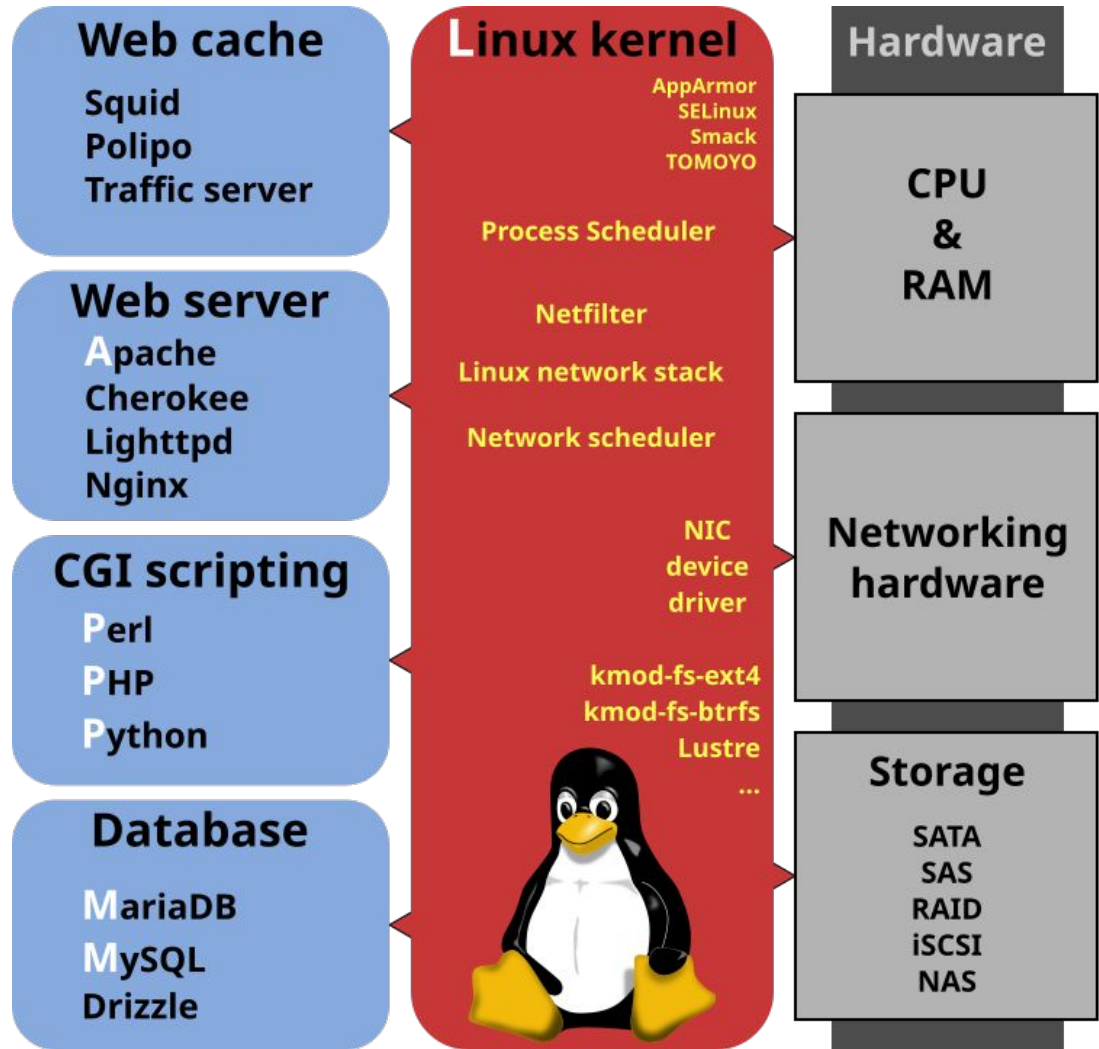 Web cache
Squid
Polipo
Traffic server
Web server
Apache
Cherokee
Lighttpd
Nginx
CGI scripting
Perl
PHP
Python
Database
MariaDB
MySQL
Drizzle
Linux kernel
AppArmor
SELinux
Smack
TOMOYO
Process Scheduler
Netfilter
Linux network stack
Network scheduler
NIC
device
driver
kmod-fs-ext4
kmod-fs-btrfs
Lustre
...
Hardware
CPU
&
RAM
Networking
hardware
Storage
SATA
SAS
RAID
iSCSI
NAS